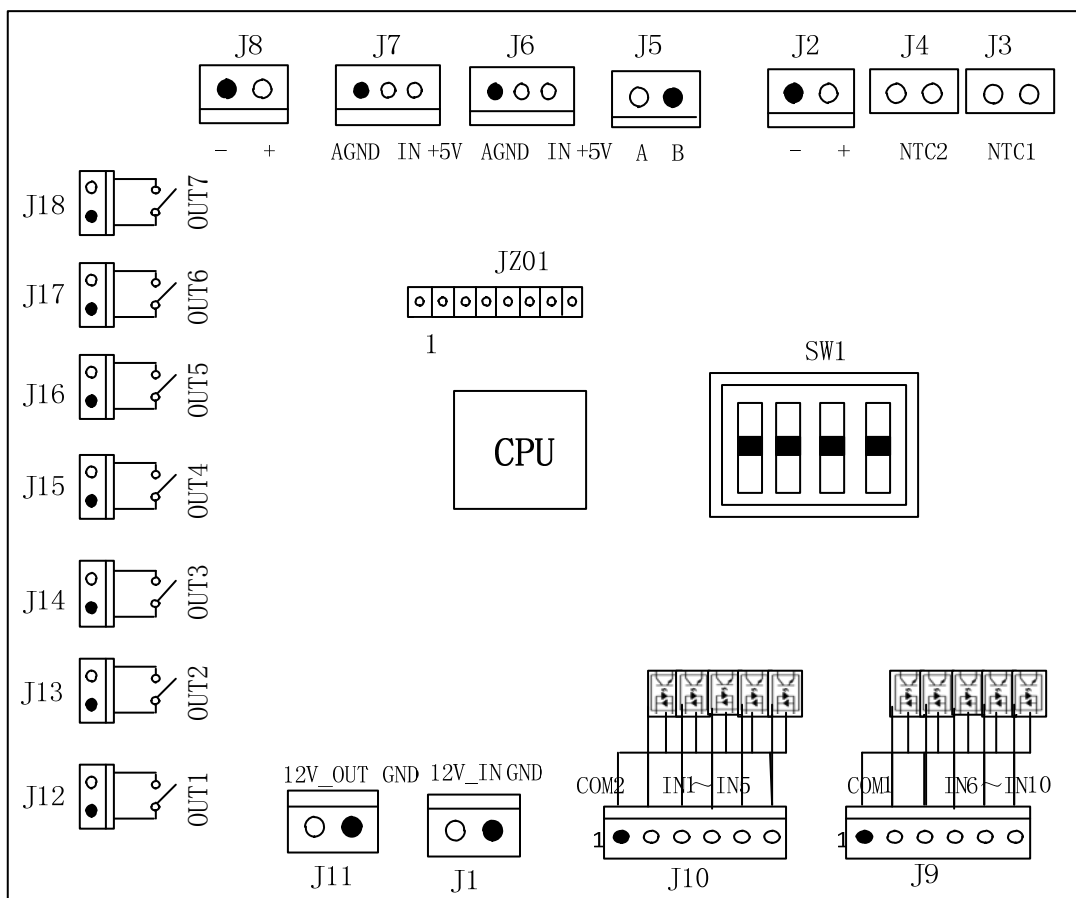 J8 J7 J6 J5 J2 J4 J3
- + AGND IN +5V AGND IN +5V A B - + NTC2 NTC1
J18 OUT7
JZ01
J17 OUT6
1
SW1
J16 OUT5
CPU
J15 OUT4
J14 OUT3
J13 OUT2
12V_OUT GND 12V_IN GND
COM2 IN1~IN5 COM1 IN6~IN10
J12 OUT1
1 1
J11 J1 J10 J9